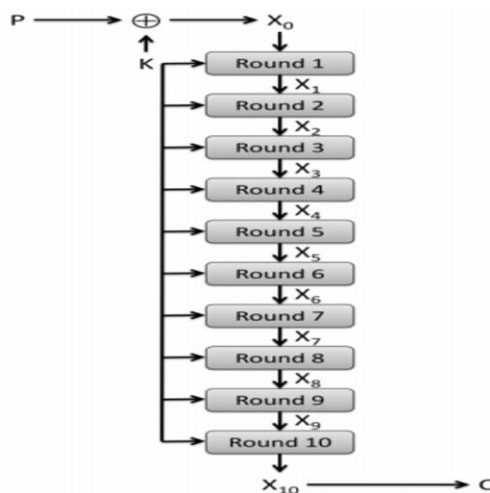 P ⊕ X₀
K Round 1
X₁
Round 2
X₂
Round 3
X₃
Round 4
X₄
Round 5
X₅
Round 6
X₆
Round 7
X₇
Round 8
X₈
Round 9
X₉
Round 10
X₁₀ C